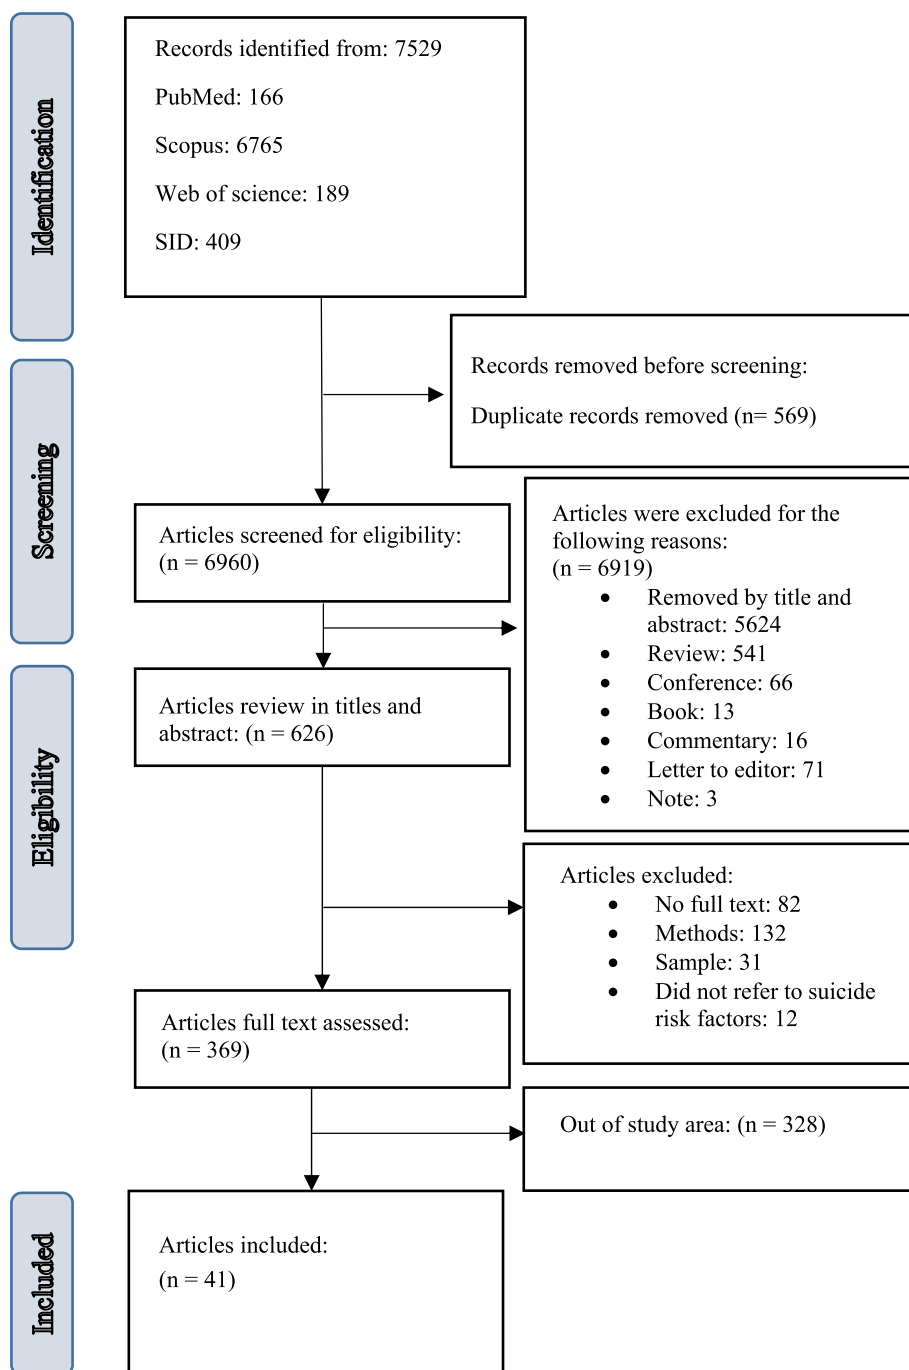 Identification
Records identified from: 7529
PubMed: 166
Scopus: 6765
Web of science: 189
SID: 409
Records removed before screening:
Duplicate records removed (n= 569)
Screening
Articles screened for eligibility:
(n = 6960)
Articles were excluded for the
following reasons:
(n = 6919)
• Removed by title and
abstract: 5624
• Review: 541
• Conference: 66
• Book: 13
• Commentary: 16
• Letter to editor: 71
• Note: 3
Eligibility
Articles review in titles and
abstract: (n = 626)
Articles excluded:
• No full text: 82
• Methods: 132
• Sample: 31
• Did not refer to suicide
risk factors: 12
Articles full text assessed:
(n = 369)
Out of study area: (n = 328)
Included
Articles included:
(n = 41)